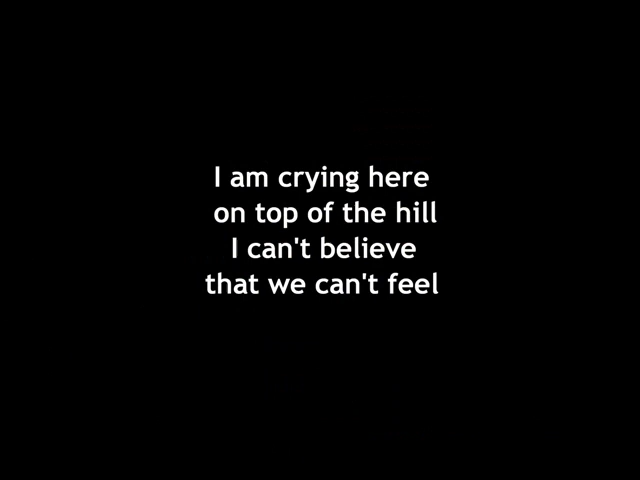 I am crying here
on top of the hill
I can't believe
that we can't feel